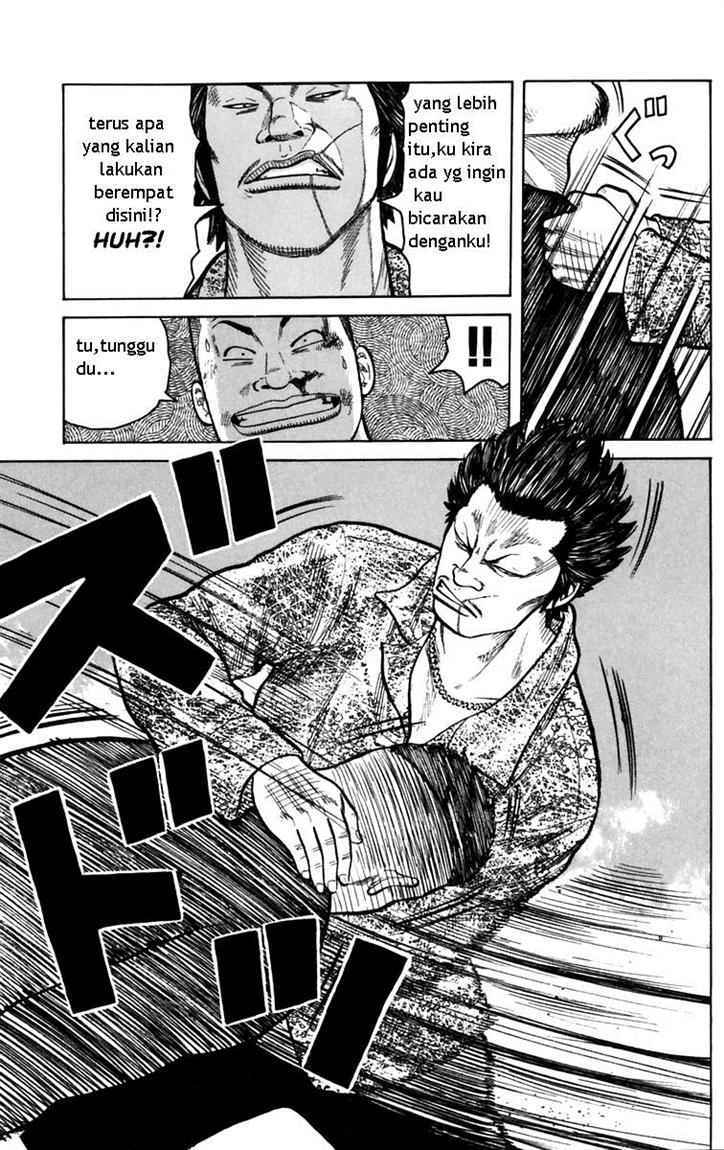 ぐっ
yang lebih
penting
itu,ku kira
ada yg ingin
kau
bicarakan
denganku!
terus apa
yang kalian
lakukan
berempat
disini!?
HUH?!
!!
tu,tunggu
du...
ズドドッ